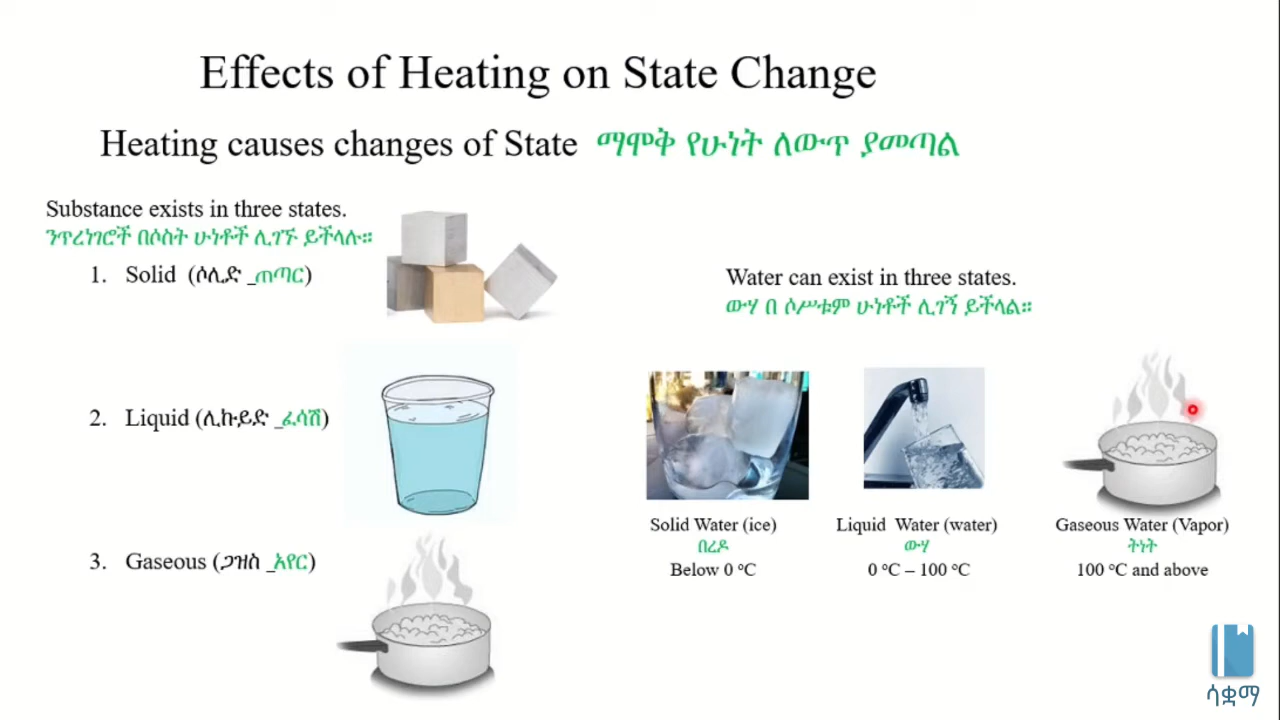 Effects of Heating on State Change
Heating causes changes of State ማሞቅ የሁነት ለውጥ ያመጣል
Substance exists in three states.
ንጥረነገሮች በሶስት ሁነቶች ሊገኙ ይችላሉ።
1. Solid (ሶሊድ _ጠጣር)
2. Liquid (ሊኩይድ _ፈሳሽ)
3. Gaseous (ጋዝስ _አየር)
Water can exist in three states.
ውሃ በ ሶሥቱም ሁነቶች ሊገኝ ይችላል።
Solid Water (ice)
በረዶ
Below 0 °C
Liquid Water (water)
ውሃ
0 °C – 100 °C
Gaseous Water (Vapor)
ትነት
100 °C and above
ሳቋማ